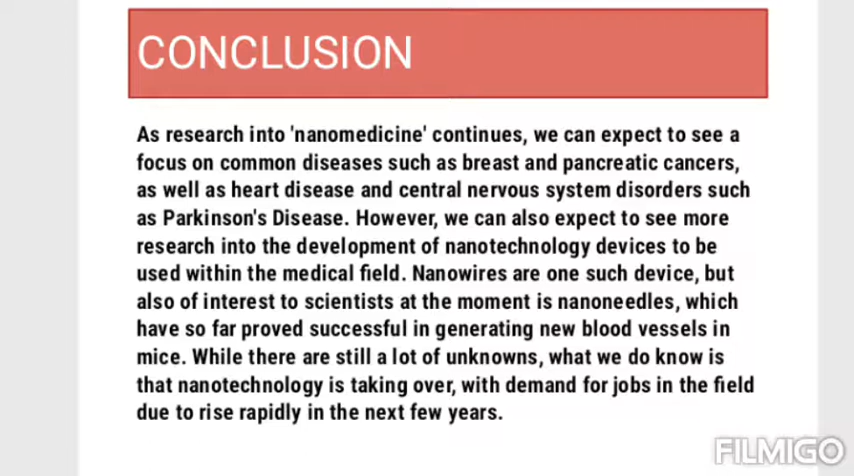 CONCLUSION
As research into 'nanomedicine' continues, we can expect to see a
focus on common diseases such as breast and pancreatic cancers,
as well as heart disease and central nervous system disorders such
as Parkinson's Disease. However, we can also expect to see more
research into the development of nanotechnology devices to be
used within the medical field. Nanowires are one such device, but
also of interest to scientists at the moment is nanoneedles, which
have so far proved successful in generating new blood vessels in
mice. While there are still a lot of unknowns, what we do know is
that nanotechnology is taking over, with demand for jobs in the field
due to rise rapidly in the next few years.
FILMIGO